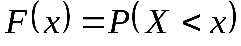 F(x) = P(X < x)